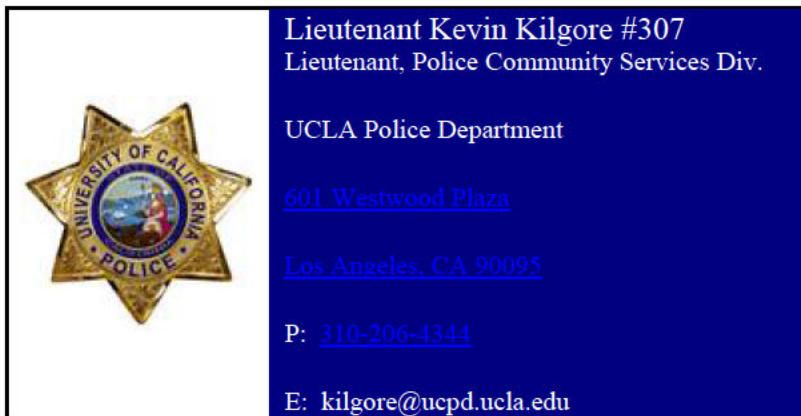 Lieutenant Kevin Kilgore #307
Lieutenant, Police Community Services Div.
UCLA Police Department
601 Westwood Plaza
Los Angeles, CA 90095
P: 310-206-4344
E: kilgore@ucpd.ucla.edu
UNIVERSITY OF CALIFORNIA
POLICE